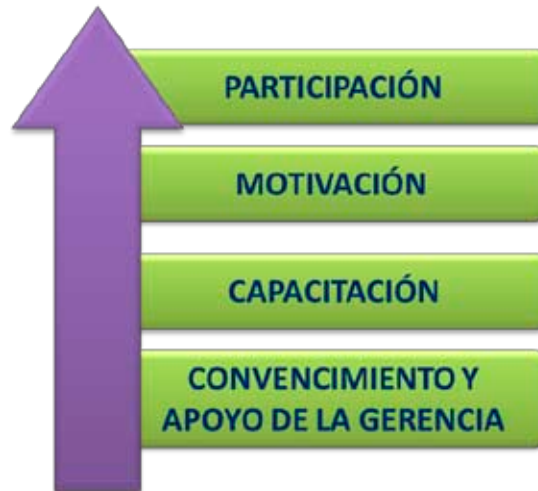 PARTICIPACIÓN
MOTIVACIÓN
CAPACITACIÓN
CONVENCIMIENTO Y
APOYO DE LA GERENCIA